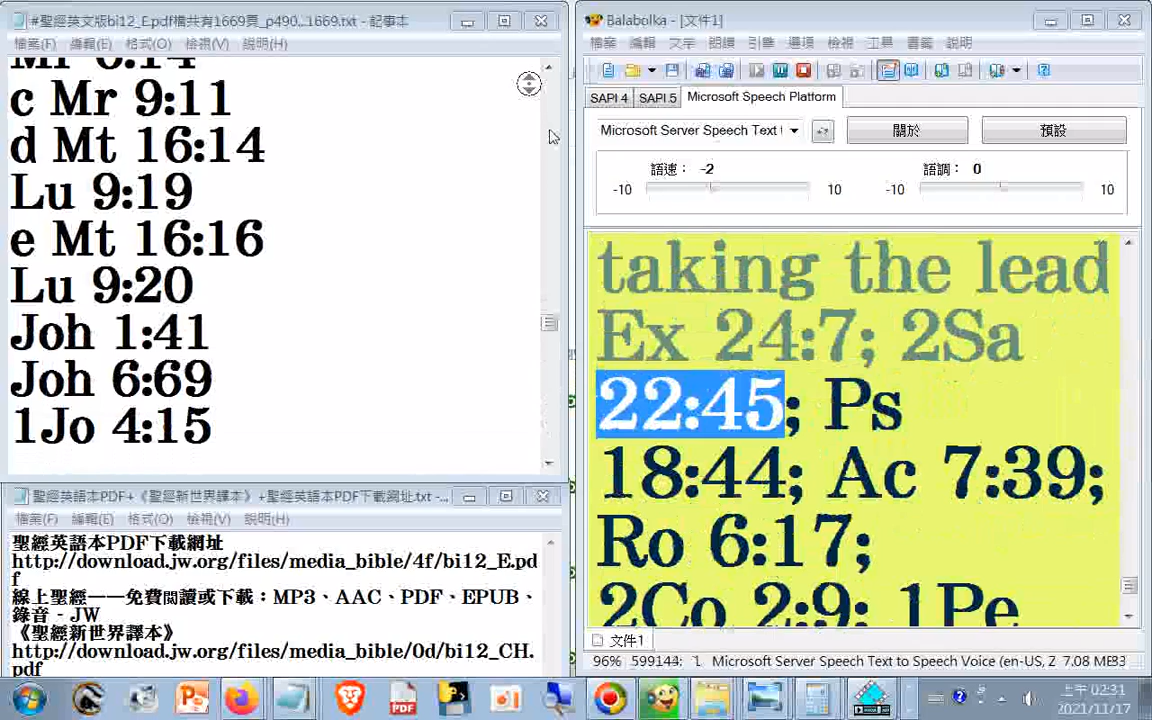 #聖經英文版bi12_E.pdf檔共有1669頁_p490,..1669.txt - 記事本
檔案(F) 編輯(E) 格式(O) 檢視(V) 說明(H)
Mr 6:14
c Mr 9:11
d Mt 16:14
Lu 9:19
e Mt 16:16
Lu 9:20
Joh 1:41
Joh 6:69
1Jo 4:15
聖經英語本PDF+《聖經新世界譯本》+聖經英語本PDF下載網址.txt - ...
檔案(F) 編輯(E) 格式(O) 檢視(V) 說明(H)
聖經英語本PDF下載網址
http://download.jw.org/files/media_bible/4f/bi12_E.pd
f
線上聖經——免費閱讀或下載：MP3、AAC、PDF、EPUB、
錄音 - JW
《聖經新世界譯本》
http://download.jw.org/files/media_bible/0d/bi12_CH.
pdf
Balabolka - [文件1]
檔案 編輯 文字 朗讀 引擎 選項 檢視 工具 書籤 說明
SAPI 4 SAPI 5 Microsoft Speech Platform
Microsoft Server Speech Text 關於 預設
語速： -2 語調： 0
-10 10 -10 10
taking the lead
Ex 24:7; 2Sa
22:45; Ps
18:44; Ac 7:39;
Ro 6:17;
2Co 2:9; 1Pe
文件1
96% 599144: Microsoft Server Speech Text to Speech Voice (en-US, Z 7.08 MB
上午 02:31
2021/11/17